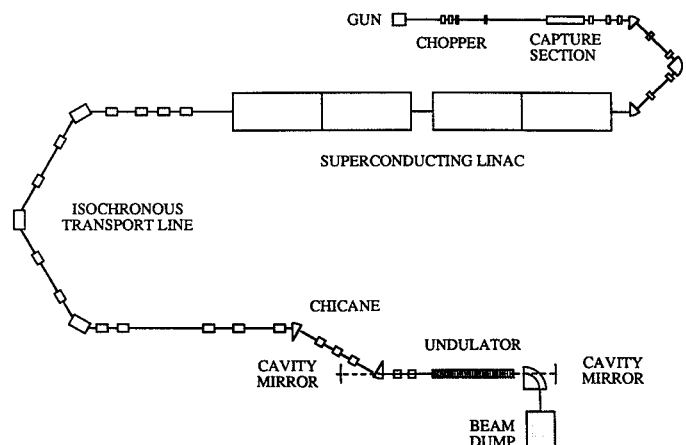 GUN
CHOPPER
CAPTURE
SECTION
SUPERCONDUCTING LINAC
ISOCHRONOUS
TRANSPORT LINE
CHICANE
CAVITY
MIRROR
UNDULATOR
CAVITY
MIRROR
BEAM
DUMP